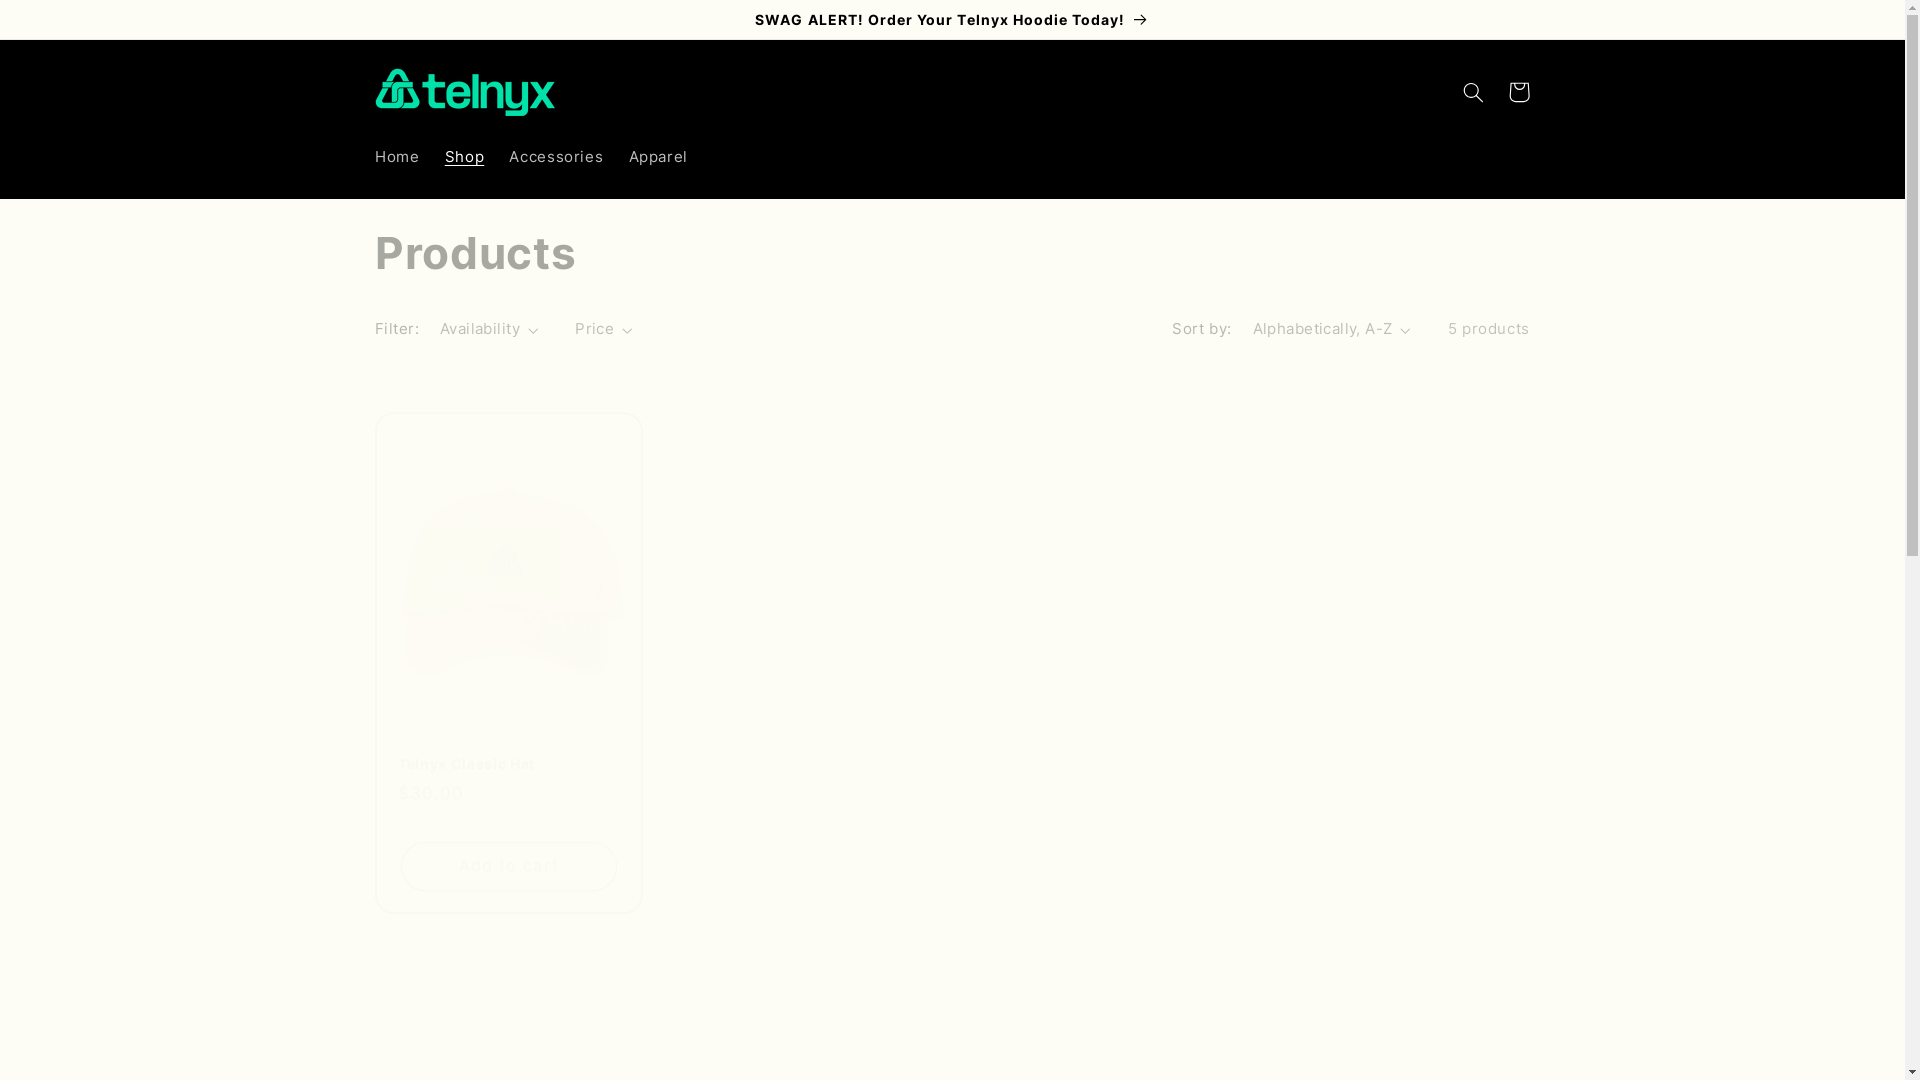 SWAG ALERT! Order Your Telnyx Hoodie Today!
telnyx
Home Shop Accessories Apparel
Products
Filter: Availability Price Sort by: Alphabetically, A-Z 5 products
Telnyx Classic Hat
$30.00
Add to cart